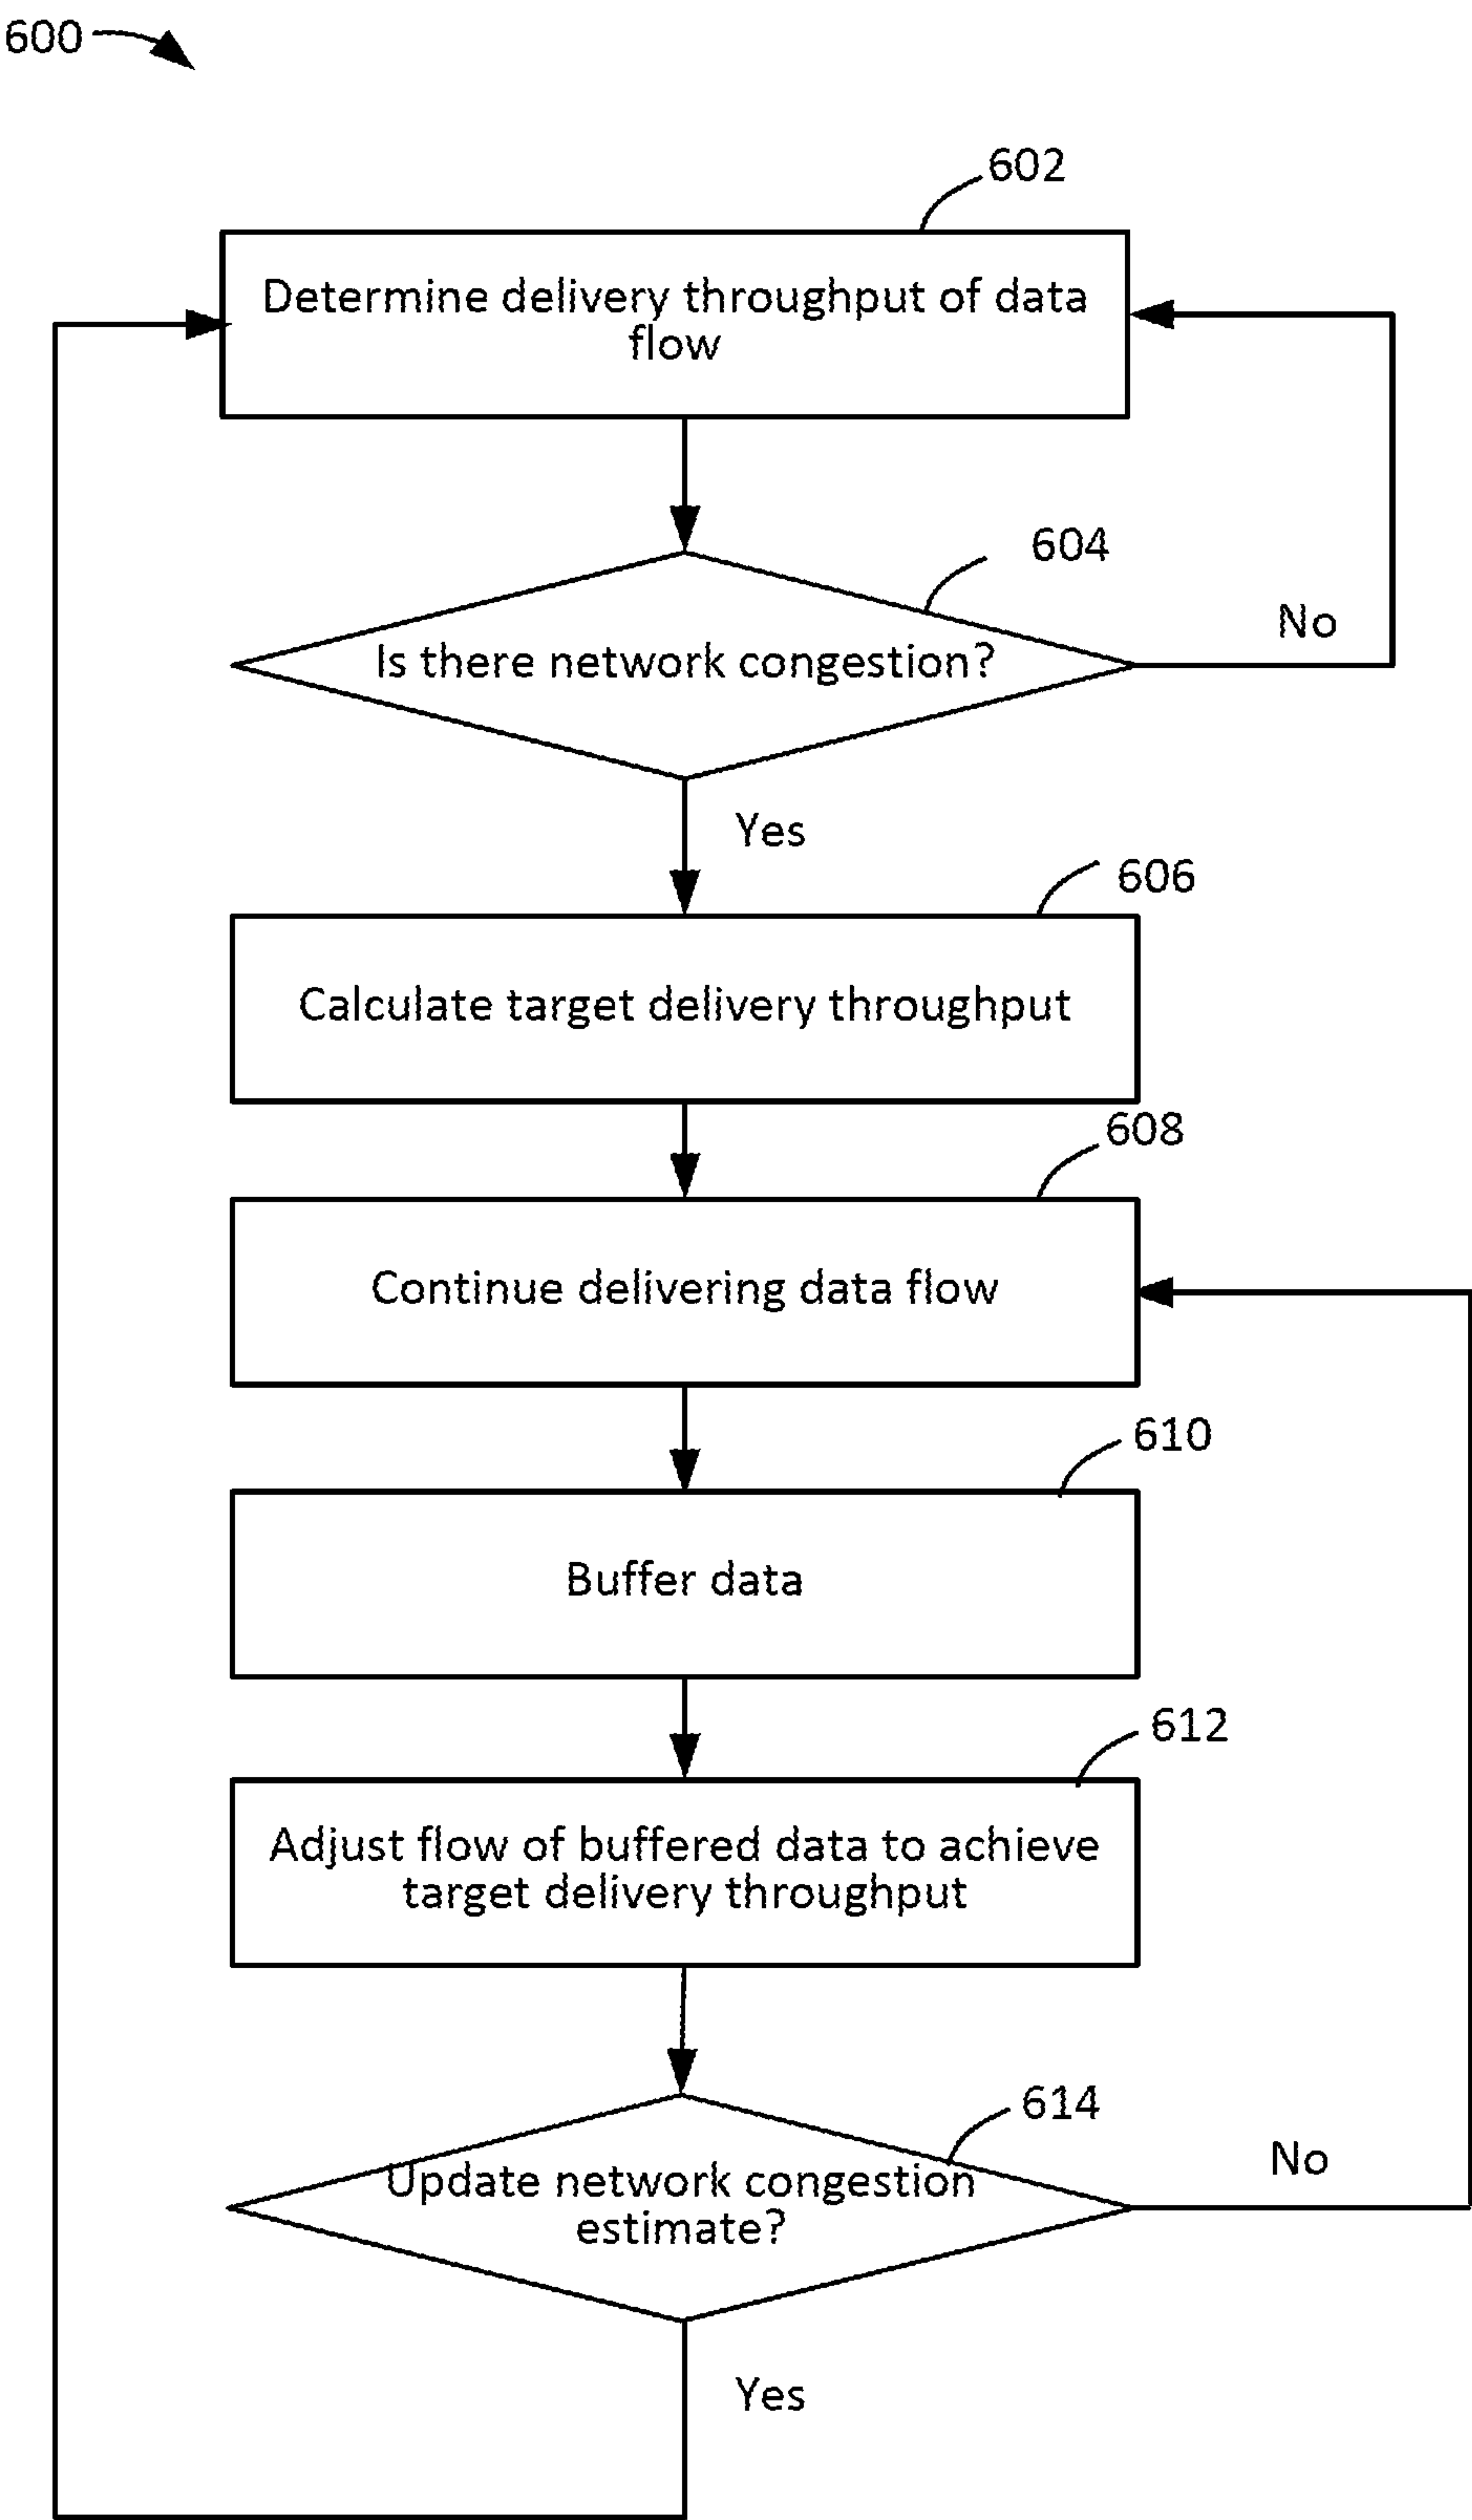 600
602
Determine delivery throughput of data
flow
604
Is there network congestion?
No
Yes
606
Calculate target delivery throughput
608
Continue delivering data flow
610
Buffer data
612
Adjust flow of buffered data to achieve
target delivery throughput
614
Update network congestion
estimate?
No
Yes